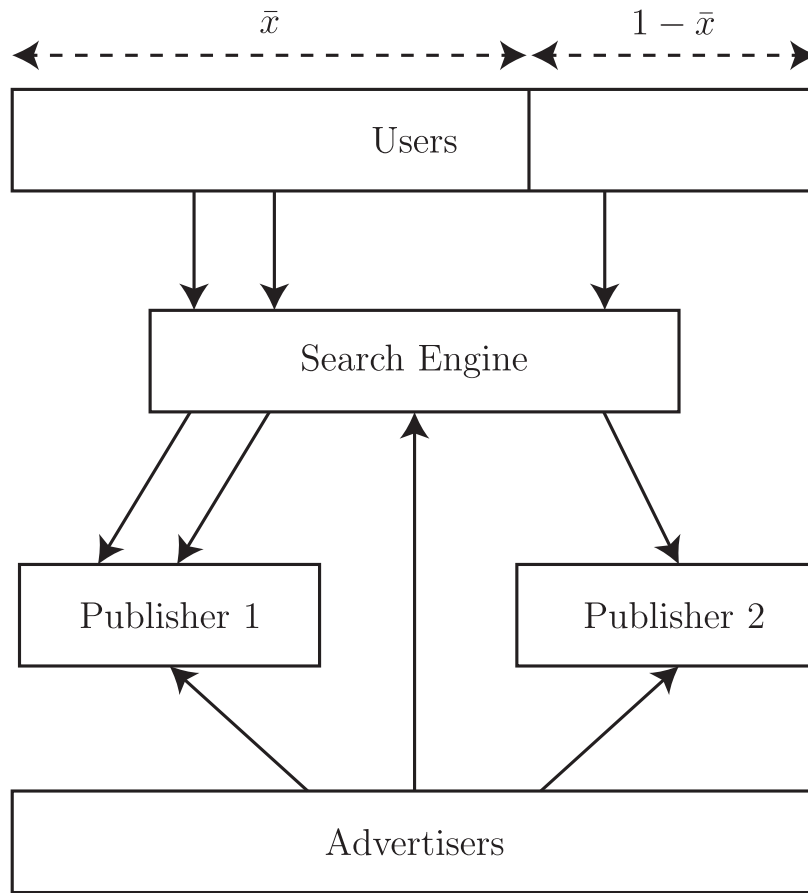 x̄ 1 − x̄
Users
Search Engine
Publisher 1 Publisher 2
Advertisers